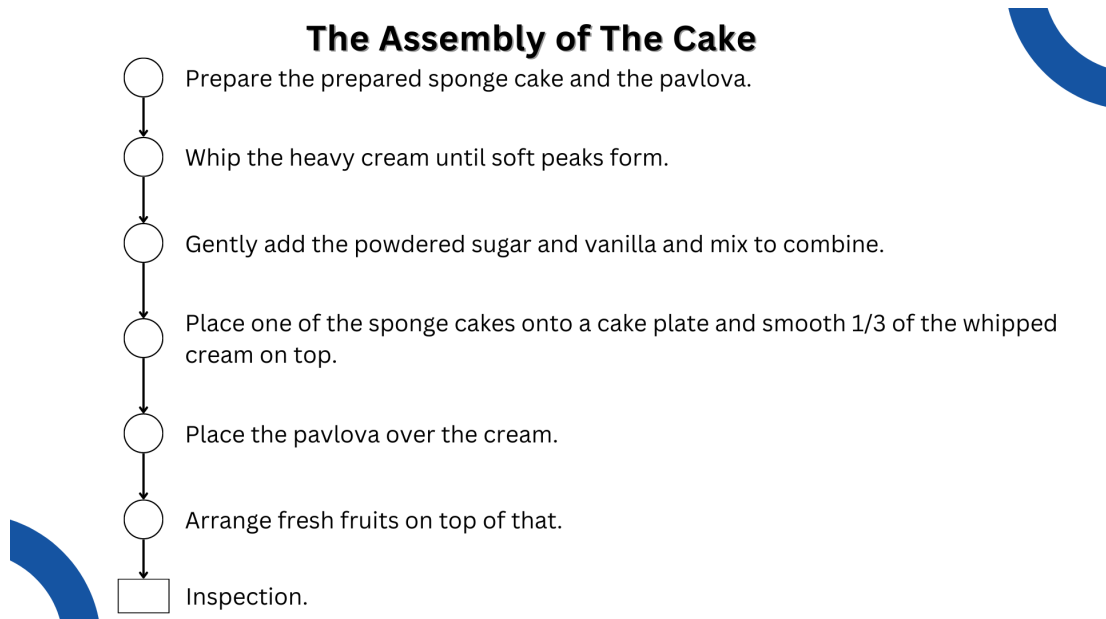 The Assembly of The Cake
Prepare the prepared sponge cake and the pavlova.
Whip the heavy cream until soft peaks form.
Gently add the powdered sugar and vanilla and mix to combine.
Place one of the sponge cakes onto a cake plate and smooth 1/3 of the whipped
cream on top.
Place the pavlova over the cream.
Arrange fresh fruits on top of that.
Inspection.